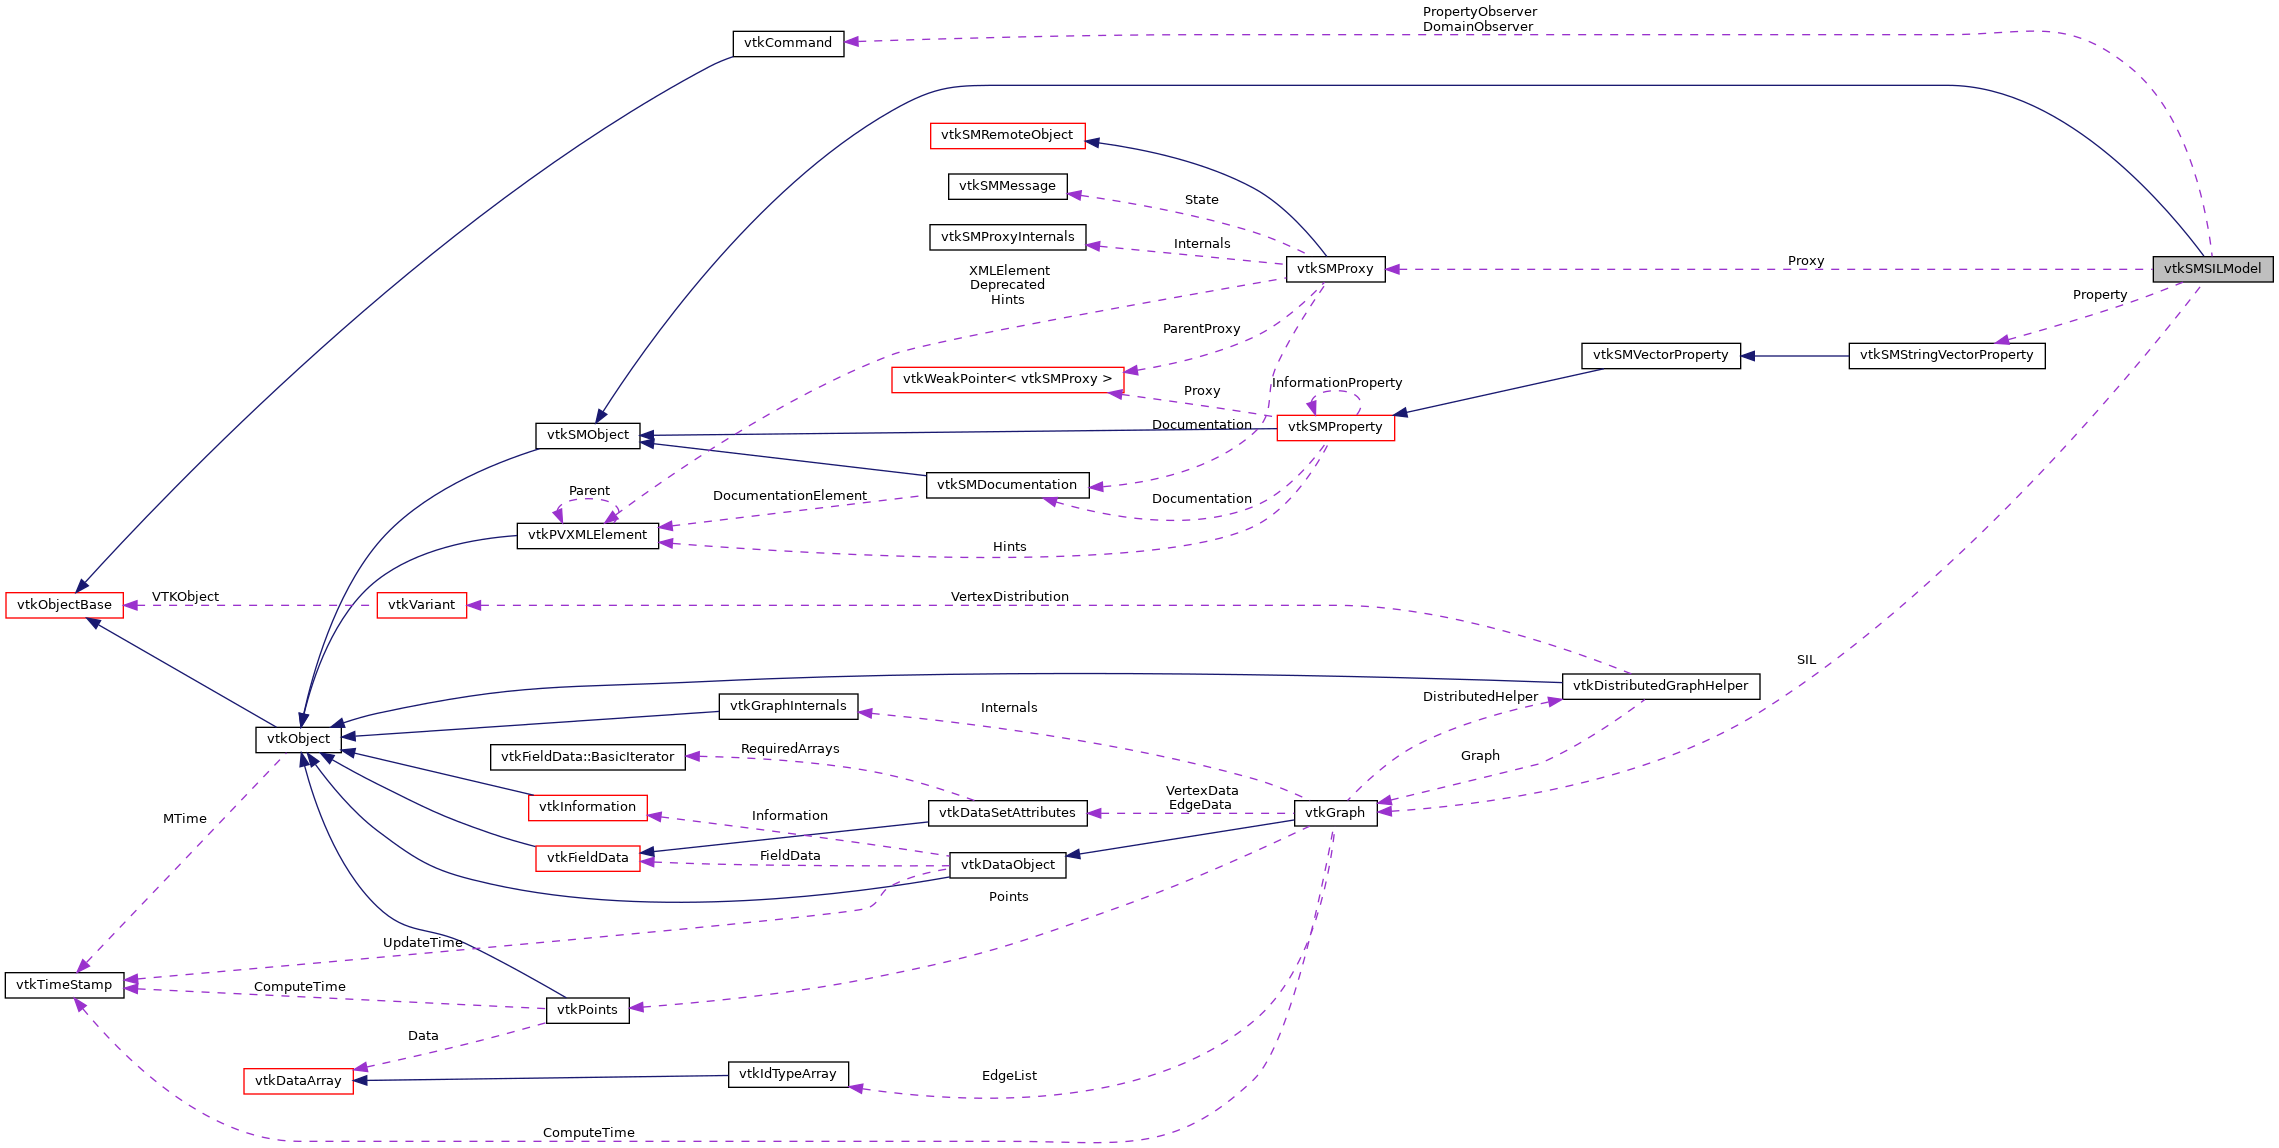 PropertyObserver
DomainObserver
vtkCommand
vtkSMRemoteObject
vtkSMMessage
State
vtkSMProxyInternals
Internals
XMLElement
Deprecated
Hints
vtkSMProxy
Proxy
vtkSMSILModel
Property
ParentProxy
vtkSMVectorProperty
vtkSMStringVectorProperty
vtkWeakPointer< vtkSMProxy >
Proxy
InformationProperty
vtkSMObject
Documentation
vtkSMProperty
vtkSMDocumentation
Parent
DocumentationElement
Documentation
vtkPVXMLElement
Hints
vtkObjectBase
VTKObject
vtkVariant
VertexDistribution
SIL
vtkDistributedGraphHelper
DistributedHelper
vtkGraphInternals
Internals
vtkObject
vtkFieldData::BasicIterator
RequiredArrays
Graph
VertexData
EdgeData
vtkInformation
Information
vtkDataSetAttributes
vtkGraph
MTime
vtkFieldData
FieldData
vtkDataObject
Points
UpdateTime
vtkTimeStamp
ComputeTime
vtkPoints
Data
vtkDataArray
vtkIdTypeArray
EdgeList
ComputeTime